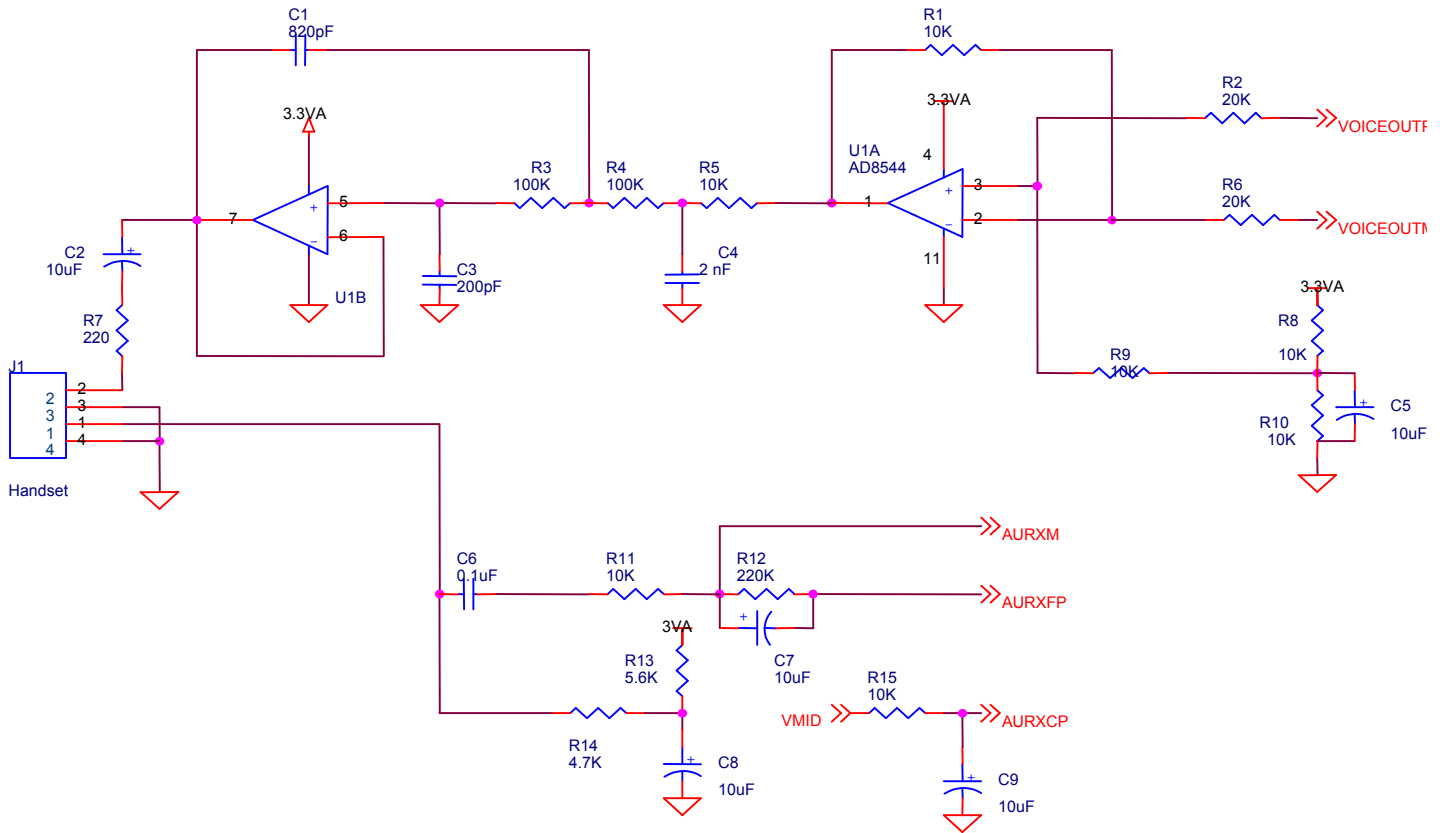 C1
820pF
R1
10K
3.3VA
3.3VA
R2
20K
VOICEOUT
U1A
AD8544
4
R3
100K
R4
100K
R5
10K
+
5
7
−
6
1
+
3
2
−
R6
20K
VOICEOUT
11
C2
10uF
+
C3
200pF
C4
2 nF
U1B
R7
220
3.3VA
R8
10K
R9
10K
J1
2
3
1
4
2
3
1
4
R10
10K
+
C5
10uF
Handset
AURXM
C6
0.1uF
R11
10K
R12
220K
AURXFP
+
3VA
C7
10uF
R13
5.6K
R15
10K
VMID
AURXCP
R14
4.7K
+
C8
10uF
+
C9
10uF